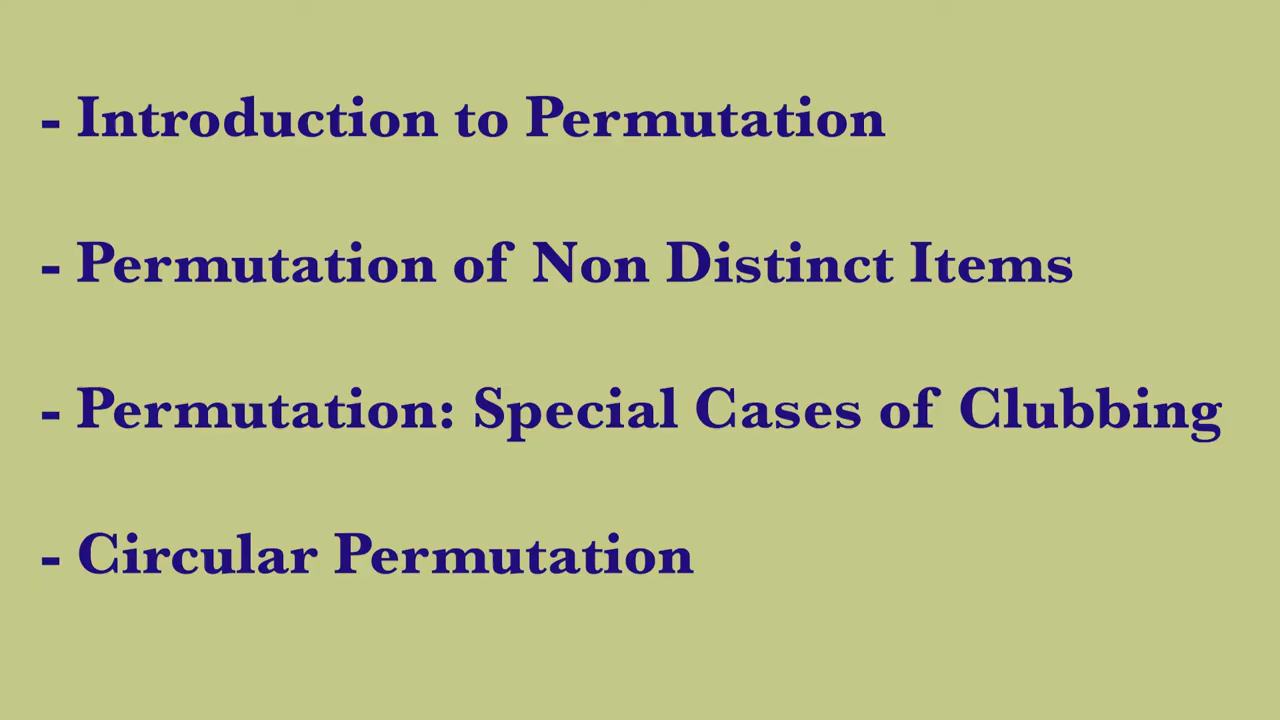 - Introduction to Permutation
- Permutation of Non Distinct Items
- Permutation: Special Cases of Clubbing
- Circular Permutation